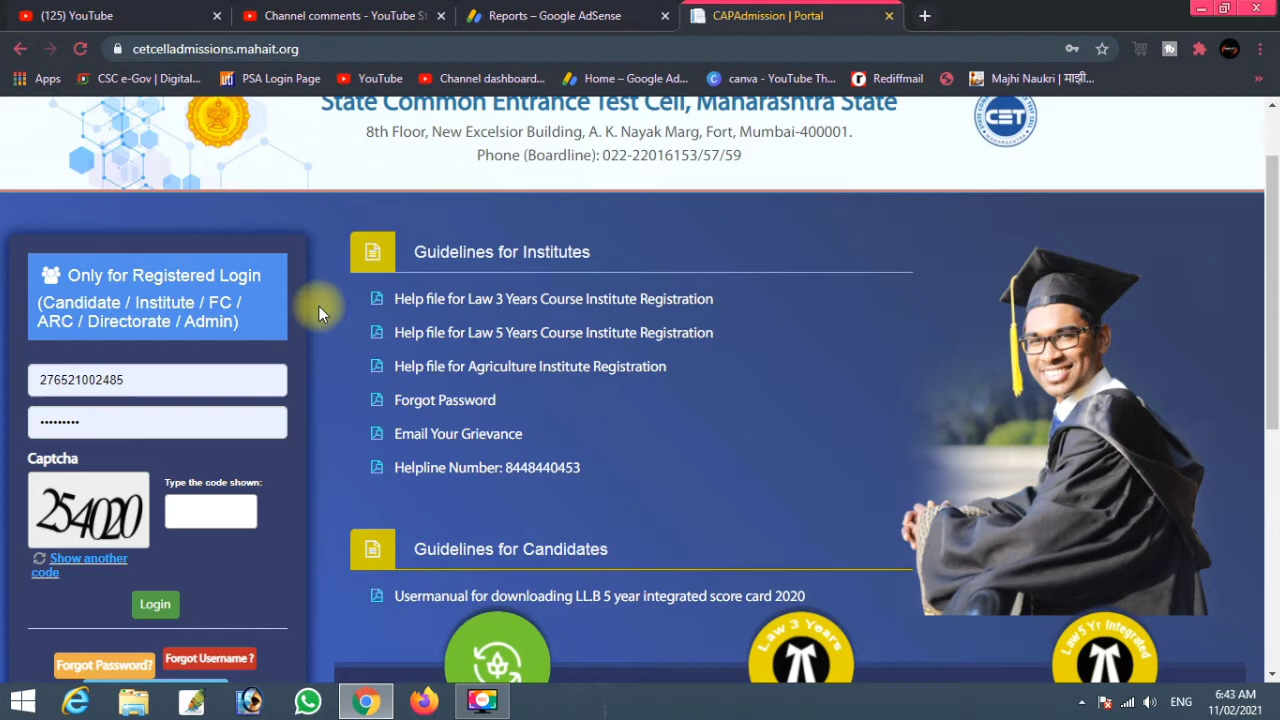 (125) YouTube
Channel comments - YouTube S
Reports – Google AdSense
CAPAdmission | Portal
cetcelladmissions.mahait.org
Apps
CSC e-Gov | Digital...
PSA Login Page
YouTube
Channel dashboard...
Home – Google Ad...
canva - YouTube Th...
Rediffmail
Majhi Naukri | माझी...
»
State Common Entrance Test Cell, Maharashtra State
8th Floor, New Excelsior Building, A. K. Nayak Marg, Fort, Mumbai-400001.
Phone (Boardline): 022-22016153/57/59
CET
Only for Registered Login
(Candidate / Institute / FC /
ARC / Directorate / Admin)
276521002485
•••••••••
Captcha
254020
Type the code shown:
Show another
code
Login
Forgot Password?
Forgot Username ?
Guidelines for Institutes
Help file for Law 3 Years Course Institute Registration
Help file for Law 5 Years Course Institute Registration
Help file for Agriculture Institute Registration
Forgot Password
Email Your Grievance
Helpline Number: 8448440453
Guidelines for Candidates
Usermanual for downloading LL.B 5 year integrated score card 2020
Law 3 Years
Law 5 Yr Integrated
ENG
6:43 AM
11/02/2021